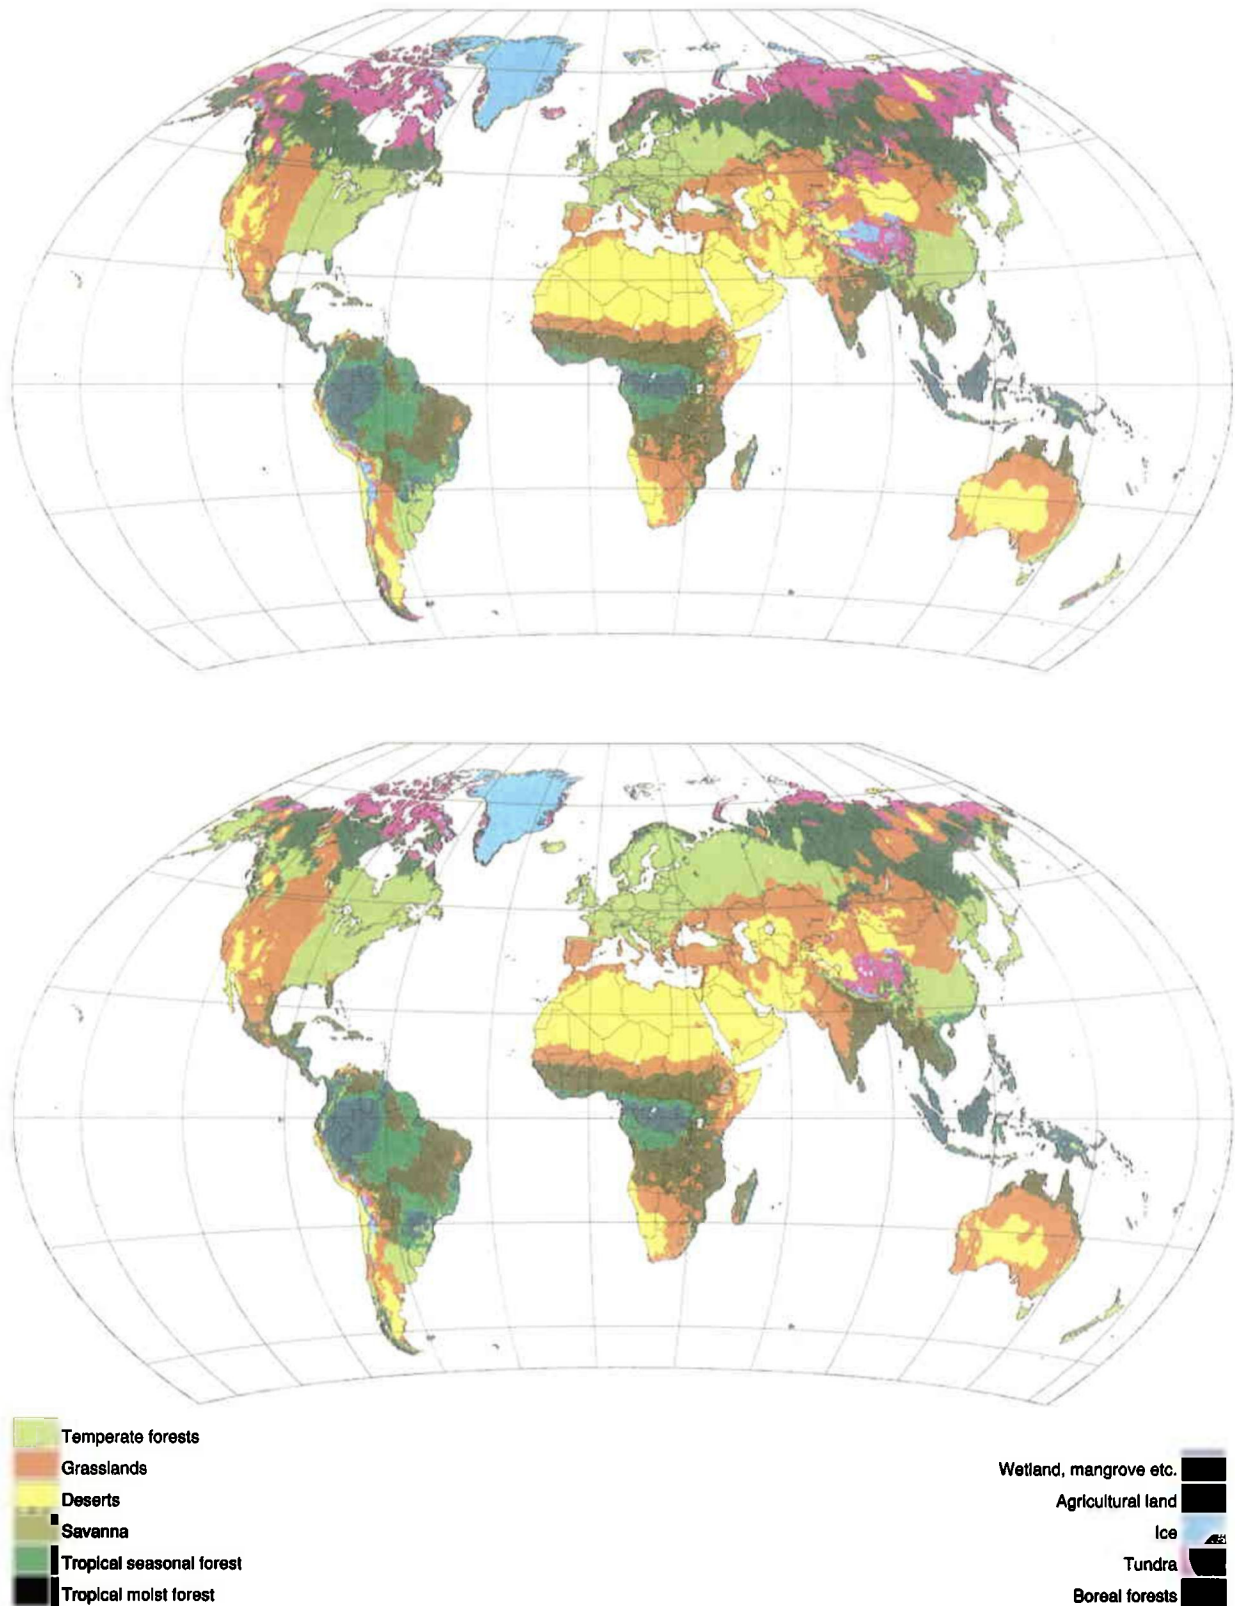 Temperate forests
Grasslands
Deserts
Savanna
Tropical seasonal forest
Tropical moist forest
Wetland, mangrove etc.
Agricultural land
Ice
Tundra
Boreal forests